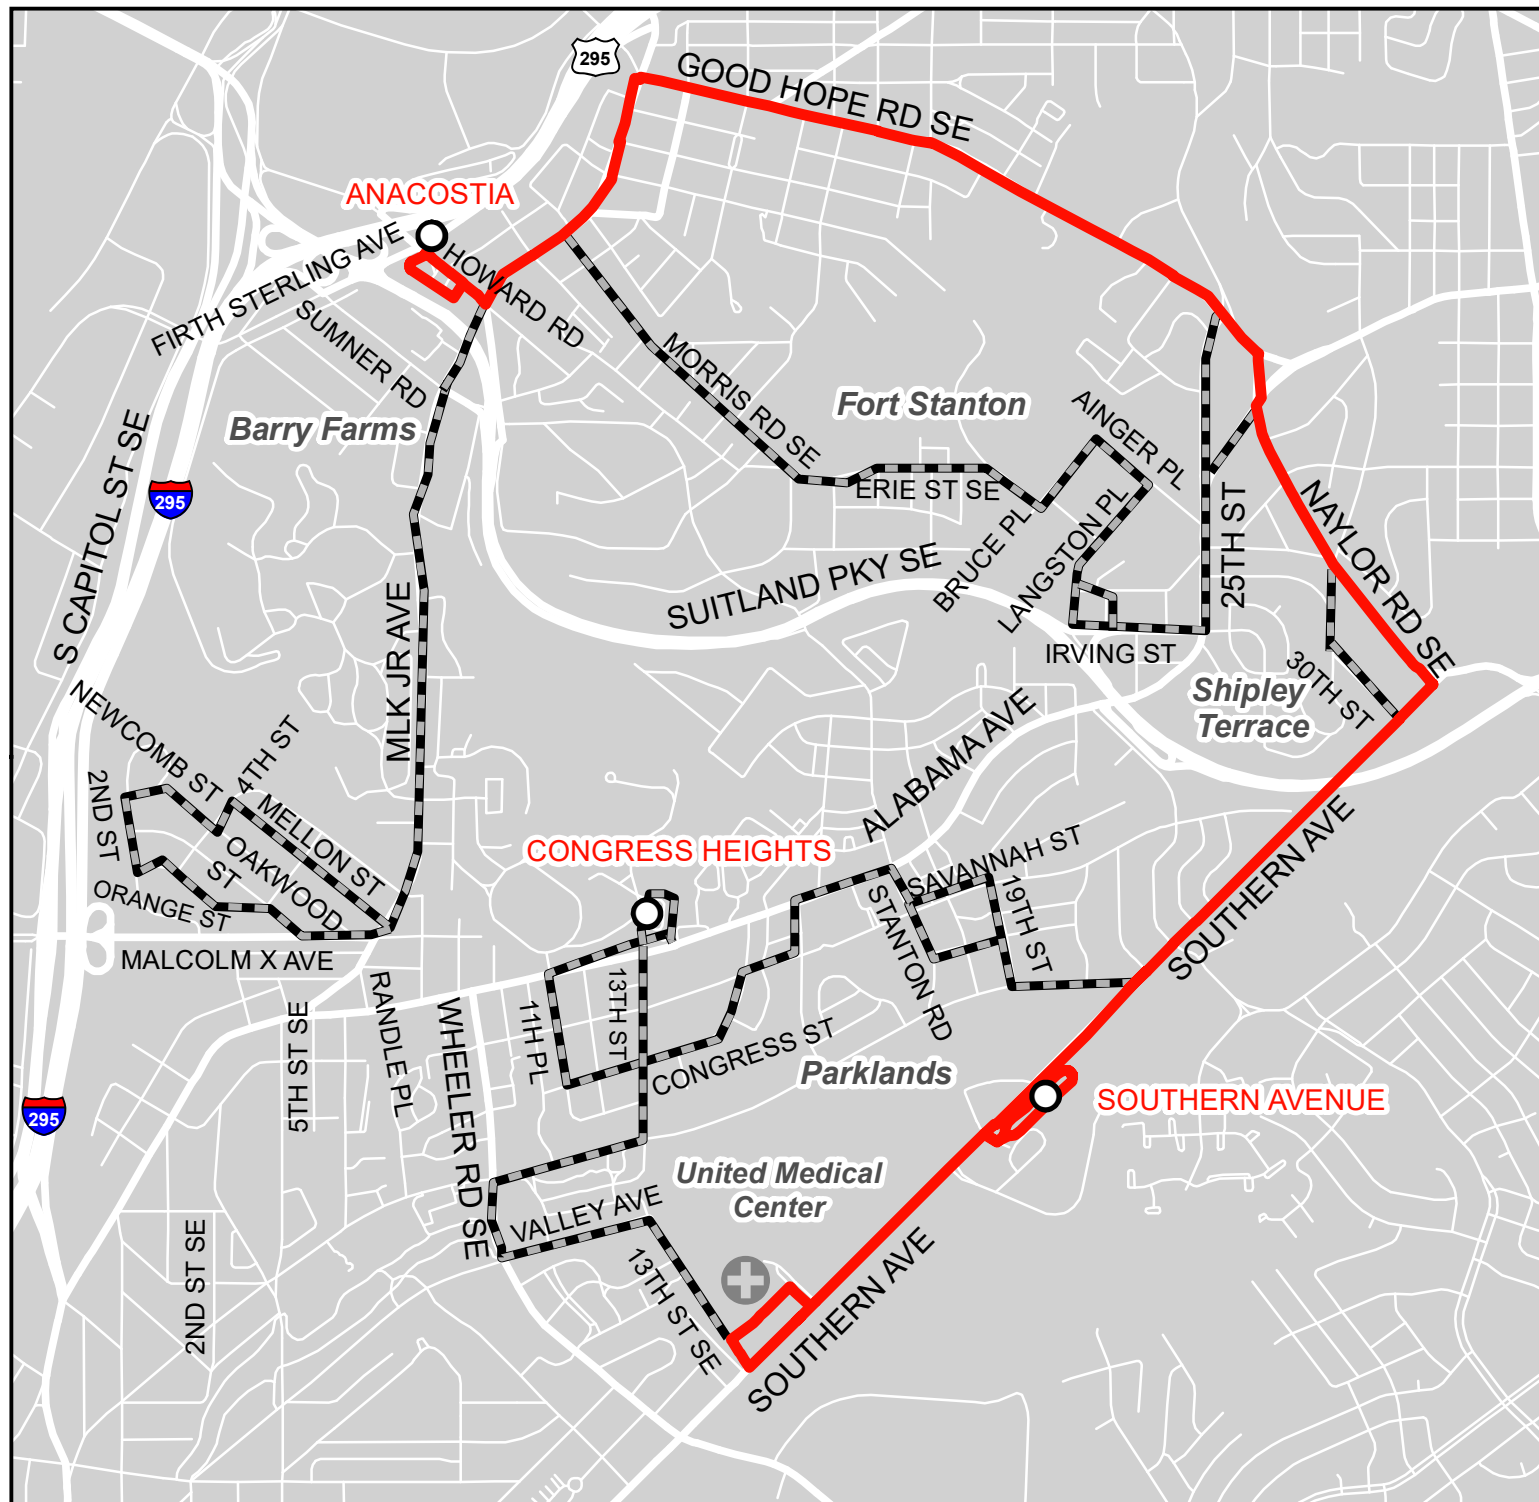 295
GOOD HOPE RD SE
ANACOSTIA
FIRTH STERLING AVE
HOWARD RD
SUMNER RD
MORRIS RD SE
Fort Stanton
AINGER PL
Barry Farms
S CAPITOL ST SE
295
ERIE ST SE
LANGSTON PL
BRUCE PL
25TH ST
NAYLOR RD SE
SUITLAND PKY SE
IRVING ST
30TH ST
Shipley
Terrace
MLK JR AVE
NEWCOMB ST
4TH ST
2ND ST
MELLON ST
OAKWOOD
ST
ORANGE ST
MALCOLM X AVE
ALABAMA AVE
CONGRESS HEIGHTS
SAVANNAH ST
STANTON RD
19TH ST
SOUTHERN AVE
5TH ST SE
RANDLE PL
WHEELER RD SE
11H PL
13TH ST
CONGRESS ST
Parklands
SOUTHERN AVENUE
295
United Medical
Center
VALLEY AVE
13TH ST SE
2ND ST SE
SOUTHERN AVE